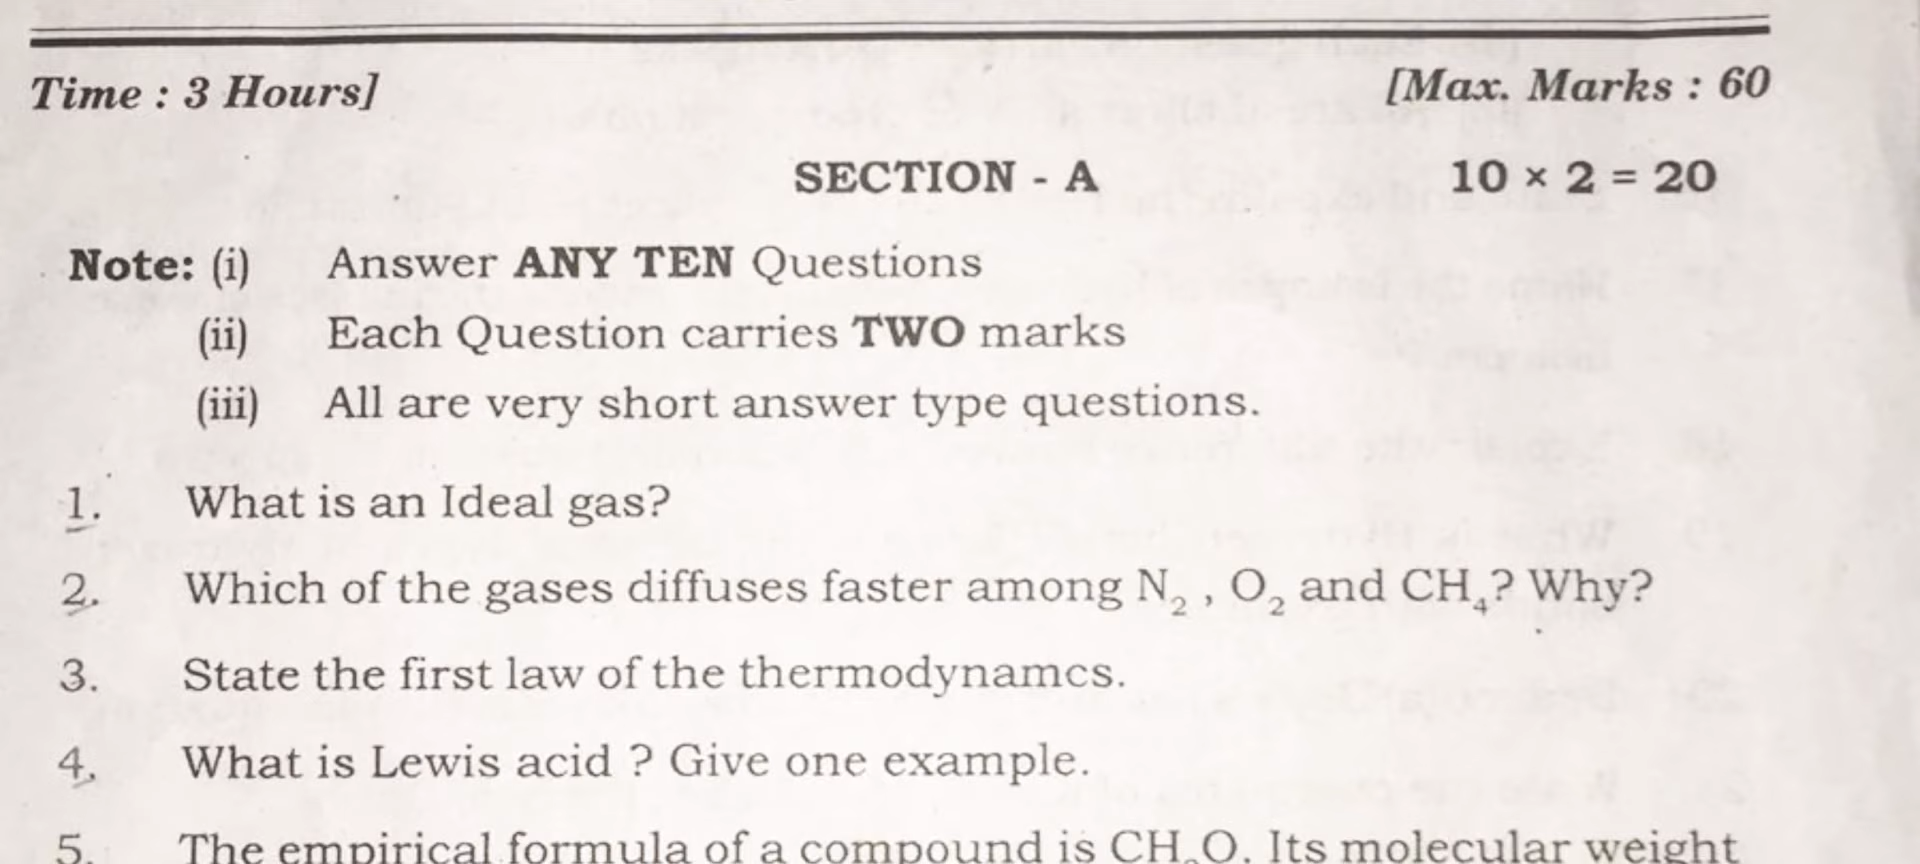 Time : 3 Hours] [Max. Marks : 60
SECTION - A 10 × 2 = 20
Note: (i) Answer ANY TEN Questions
(ii) Each Question carries TWO marks
(iii) All are very short answer type questions.
1. What is an Ideal gas?
2. Which of the gases diffuses faster among N₂ , O₂ and CH₄? Why?
3. State the first law of the thermodynamcs.
4. What is Lewis acid ? Give one example.
5. The empirical formula of a compound is CH₂O. Its molecular weight